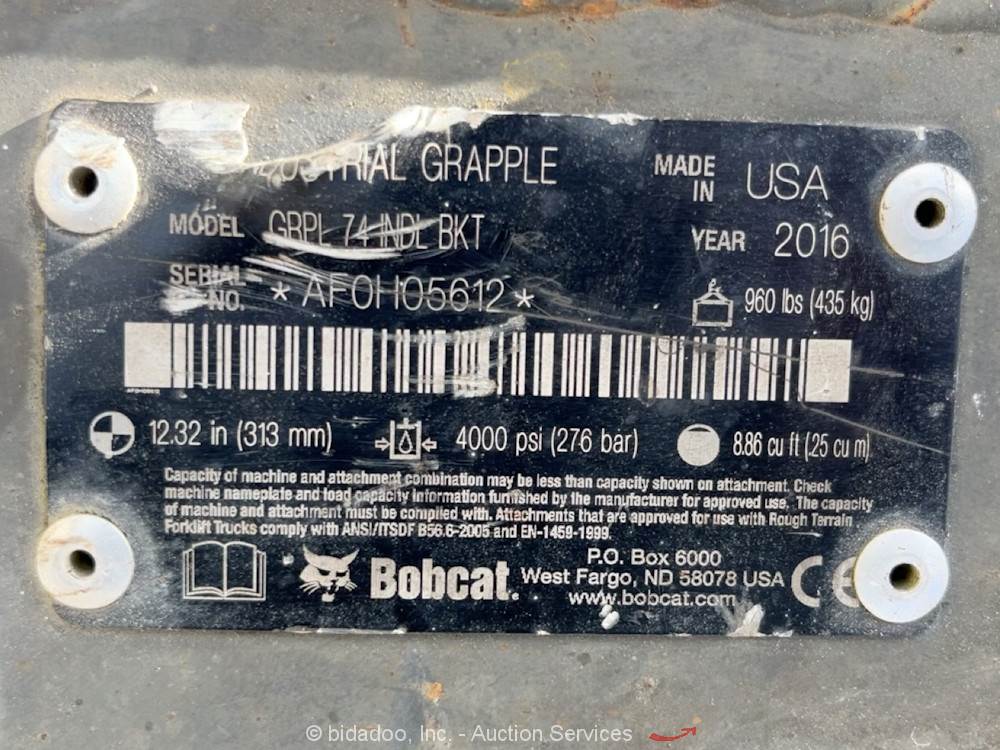 INDUSTRIAL GRAPPLE
MADE IN USA
MODEL GRPL 74 INDL BKT
YEAR 2016
SERIAL NO. * AF0H05612 *
960 lbs (435 kg)
12.32 in (313 mm) 4000 psi (276 bar) 8.86 cu ft (.25 cu m)
Capacity of machine and attachment combination may be less than capacity shown on attachment. Check
machine nameplate and load capacity information furnished by the manufacturer for approved use. The capacity
of machine and attachment must be complied with. Attachments that are approved for use with Rough Terrain
Forklift Trucks comply with ANSI/ITSDF B56.6-2005 and EN-1459-1999.
Bobcat.
P.O. Box 6000
West Fargo, ND 58078 USA
www.bobcat.com
CE
© bidadoo, Inc. - Auction Services